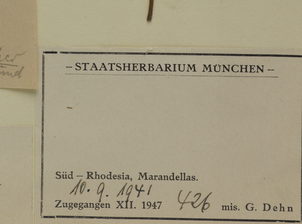 – STAATSHERBARIUM MÜNCHEN –
–
Süd – Rhodesia, Marandellas.
10. 9. 1941
Zugegangen XII. 1947 426 mis. G. Dehn